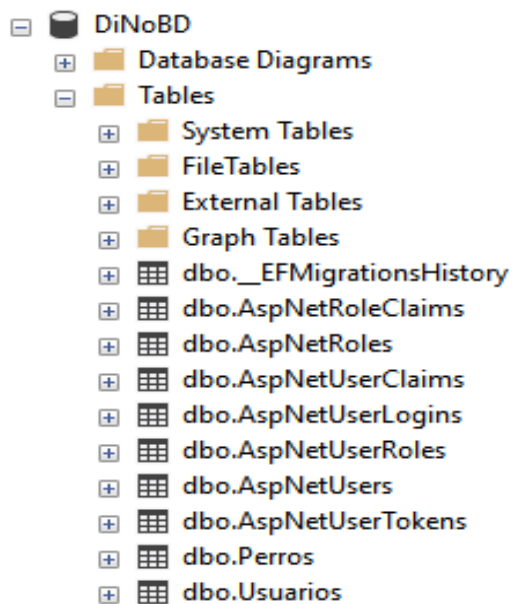 DiNoBD
Database Diagrams
Tables
System Tables
FileTables
External Tables
Graph Tables
dbo.__EFMigrationsHistory
dbo.AspNetRoleClaims
dbo.AspNetRoles
dbo.AspNetUserClaims
dbo.AspNetUserLogins
dbo.AspNetUserRoles
dbo.AspNetUsers
dbo.AspNetUserTokens
dbo.Perros
dbo.Usuarios